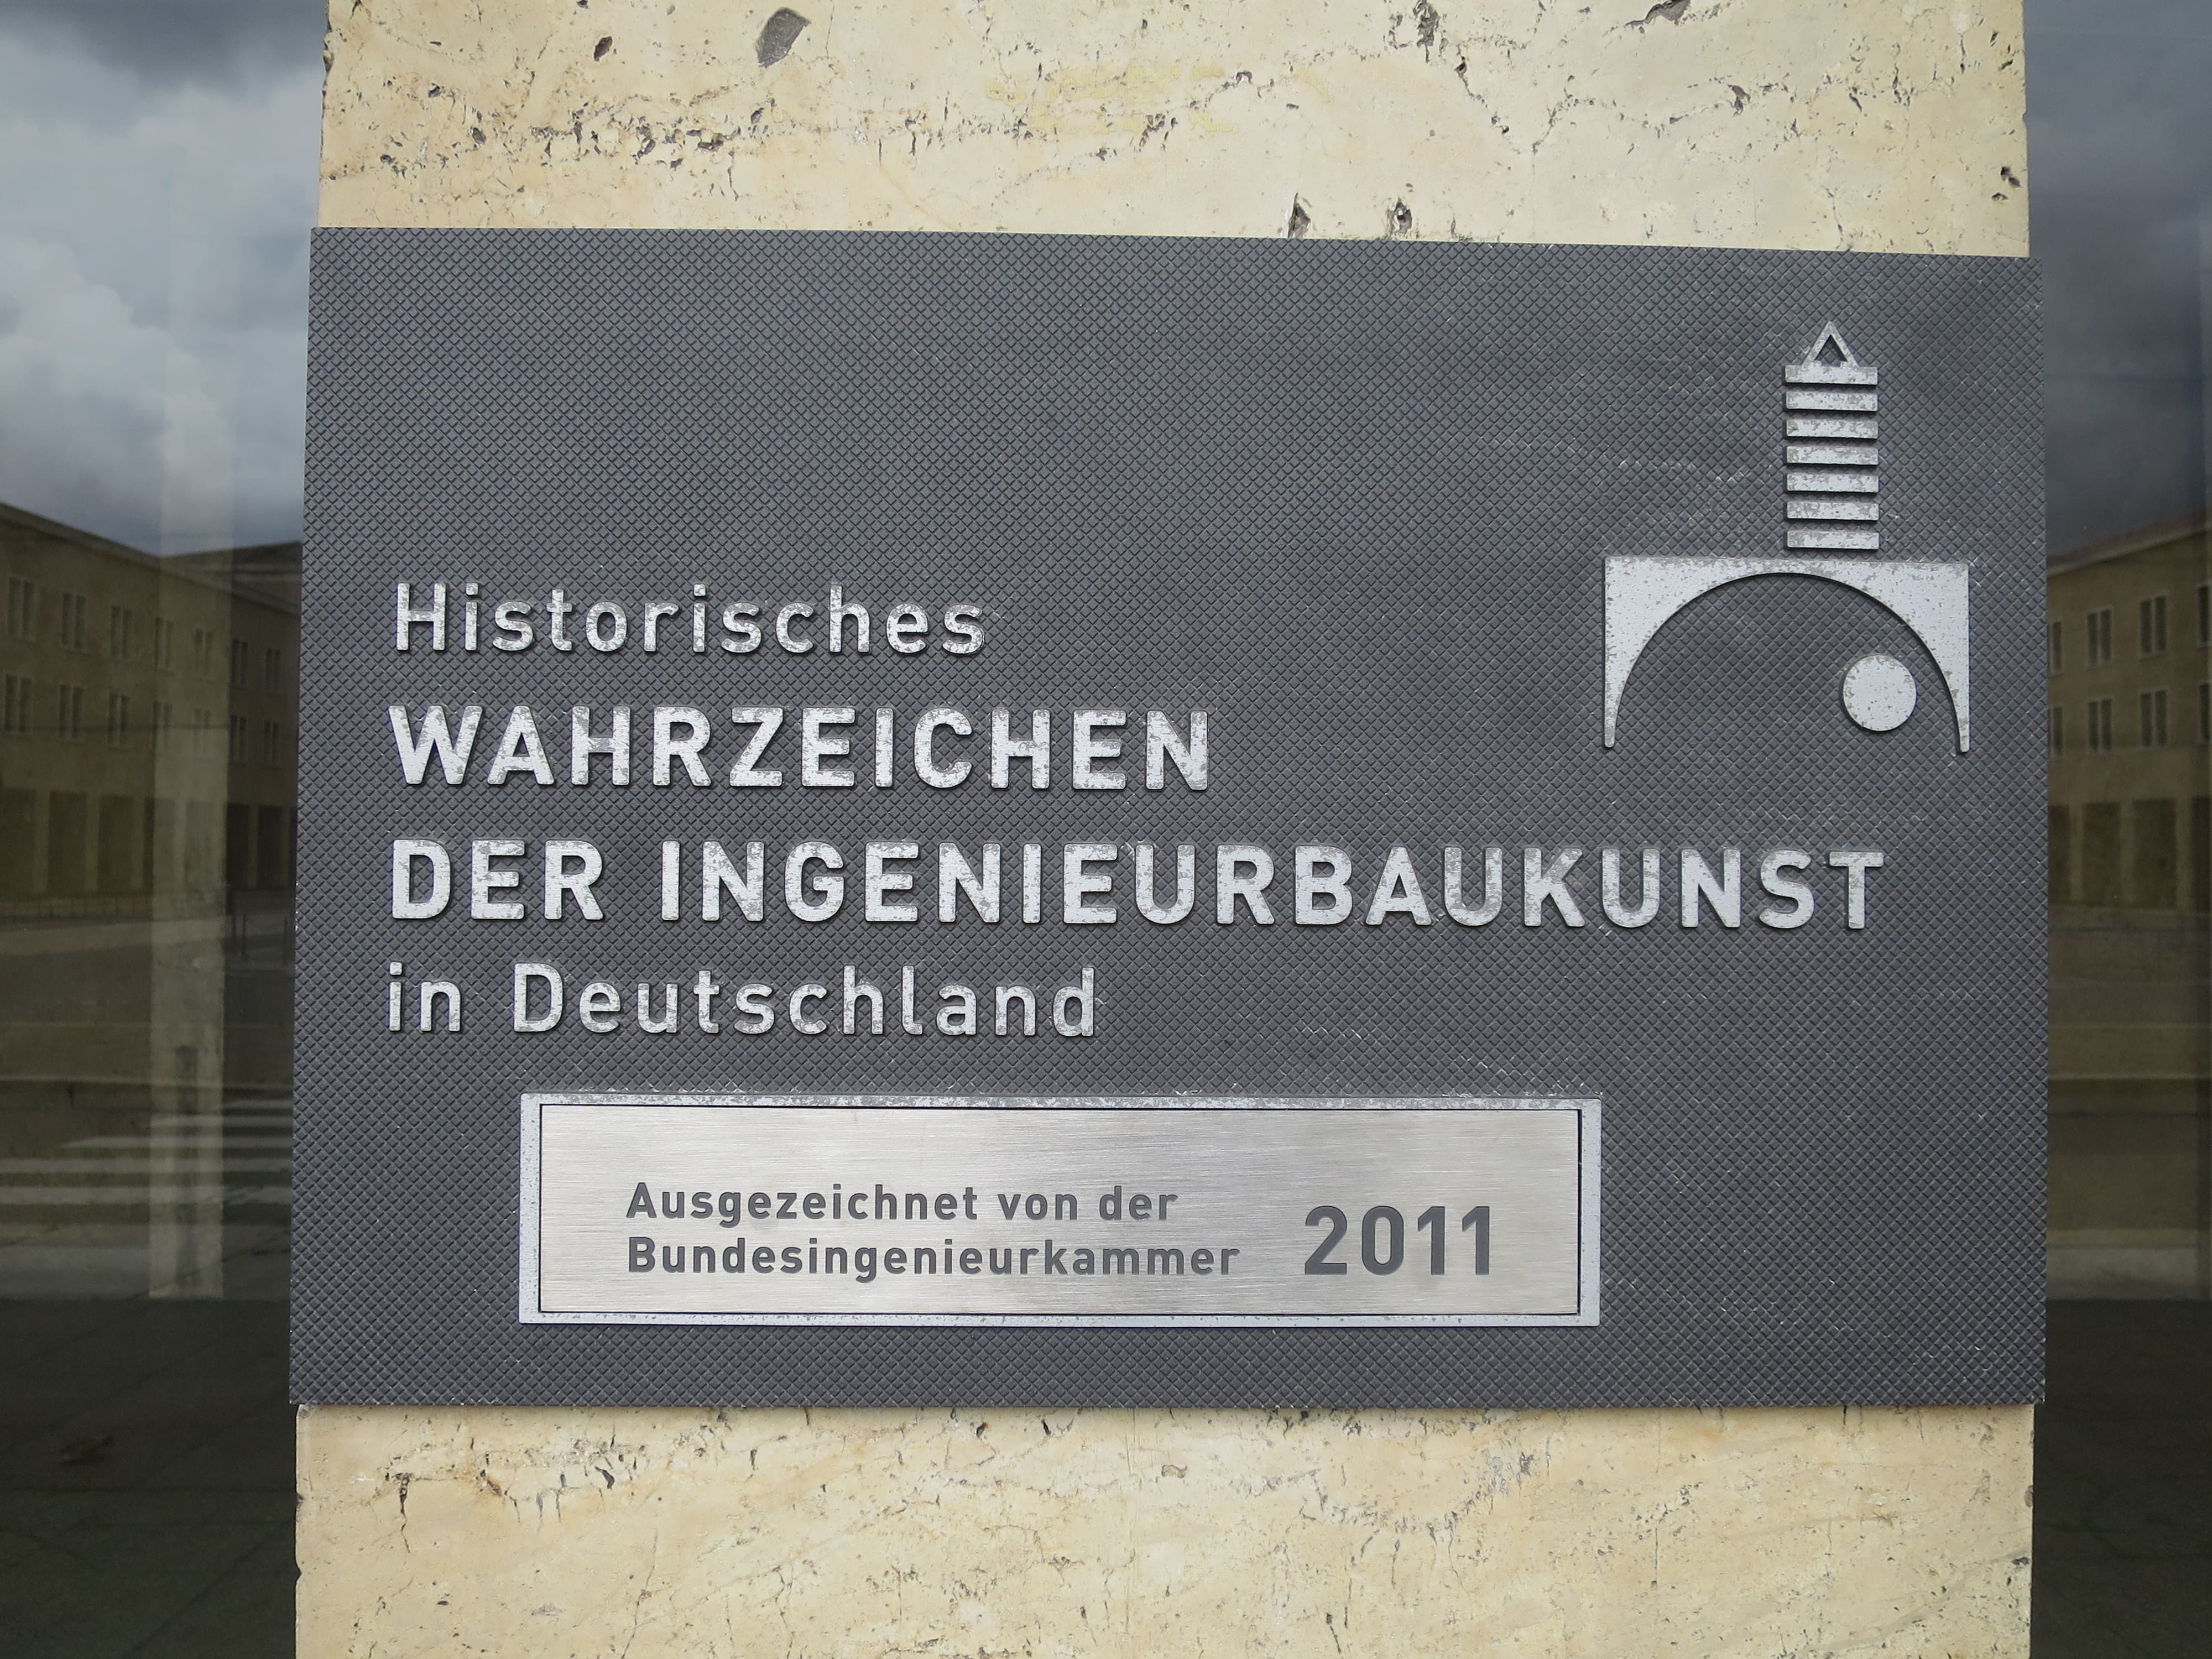 Historisches
WAHRZEICHEN
DER INGENIEURBAUKUNST
in Deutschland
Ausgezeichnet von der
Bundesingenieurkammer 2011